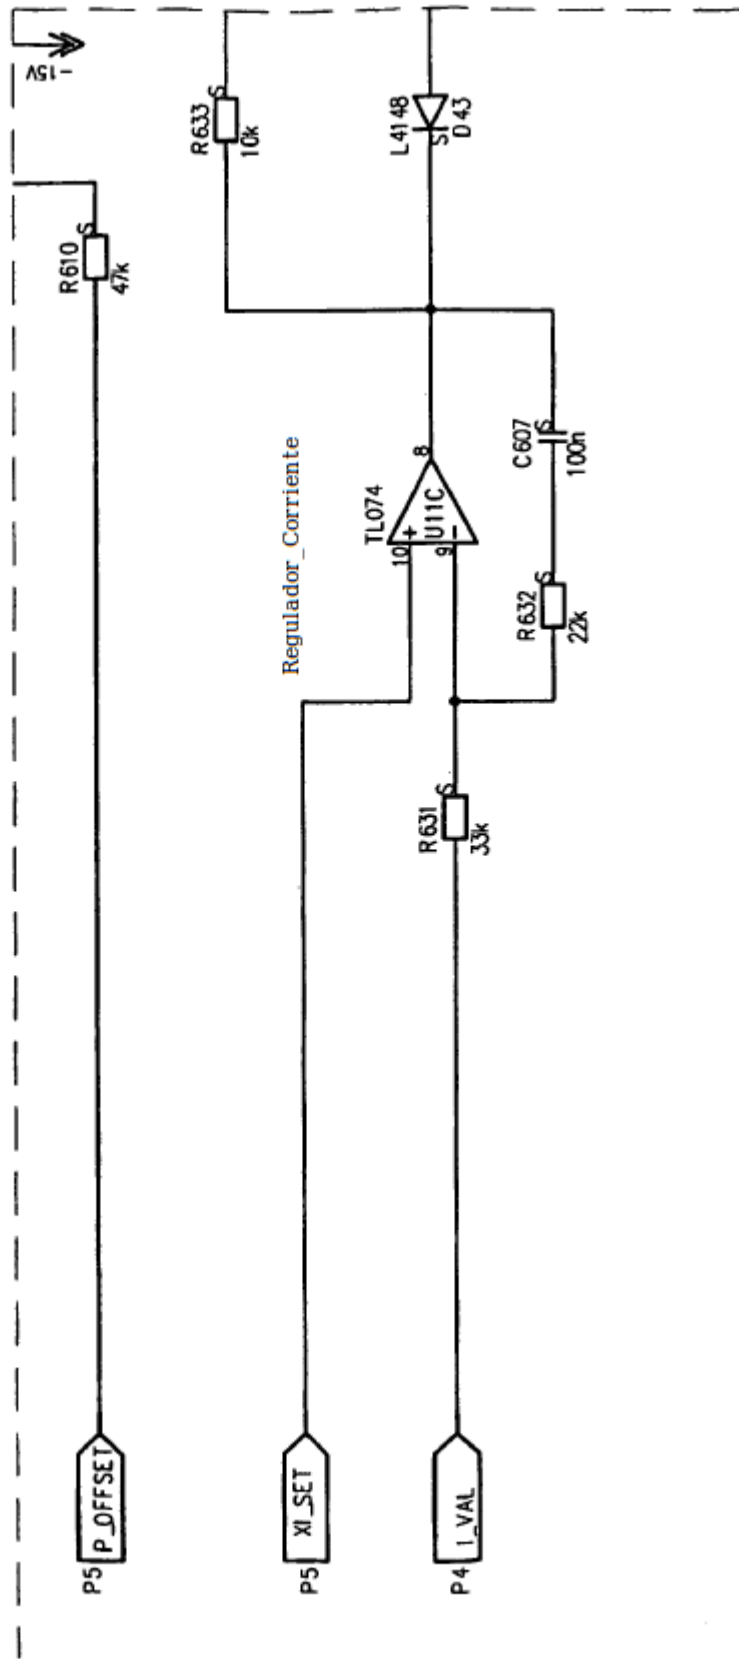 -15V
R633
10k
S
L4148
D43
S
R610
47k
S
Regulador_Corriente
TL074
U11C
8
10
+
9
-
C607
100n
S
R632
22k
S
R631
33k
S
P5
P_OFFSET
P5
XI_SET
P4
I_VAL